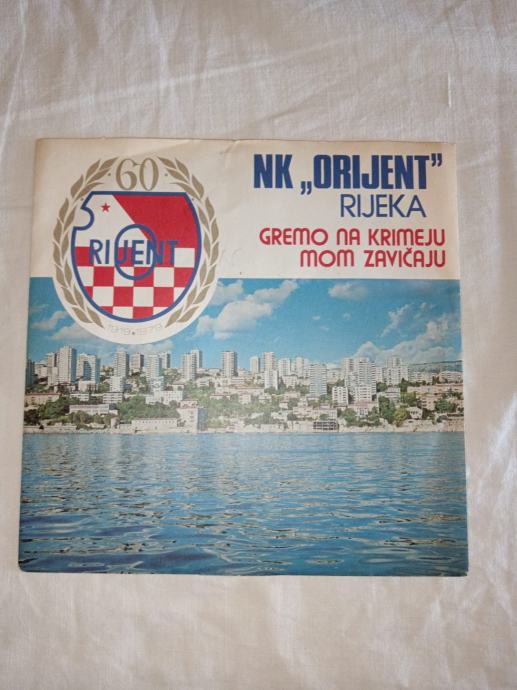 60
RIJENT
1919·1979
NK „ORIJENT”
RIJEKA
GREMO NA KRIMEJU
MOM ZAVIČAJU